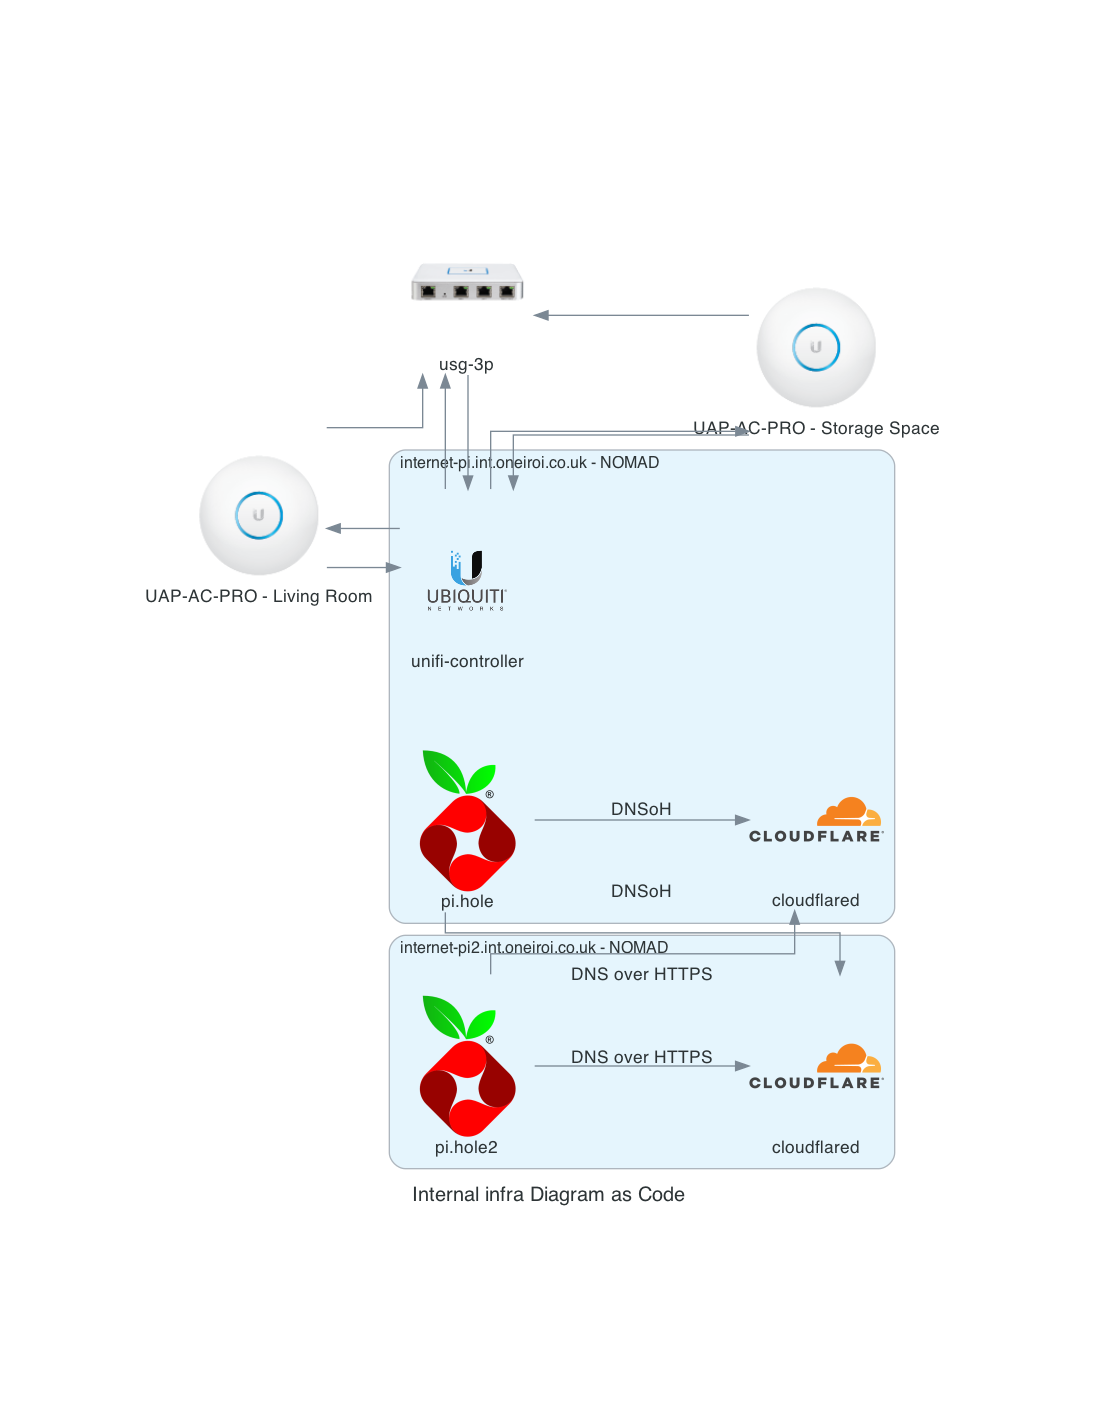 usg-3p
UAP-AC-PRO - Storage Space
internet-pi.int.oneiroi.co.uk - NOMAD
U
U
UAP-AC-PRO - Living Room
UBIQUITI
NETWORKS
unifi-controller
®
DNSoH
CLOUDFLARE®
DNSoH
pi.hole
cloudflared
internet-pi2.int.oneiroi.co.uk - NOMAD
DNS over HTTPS
®
DNS over HTTPS
CLOUDFLARE®
pi.hole2
cloudflared
Internal infra Diagram as Code